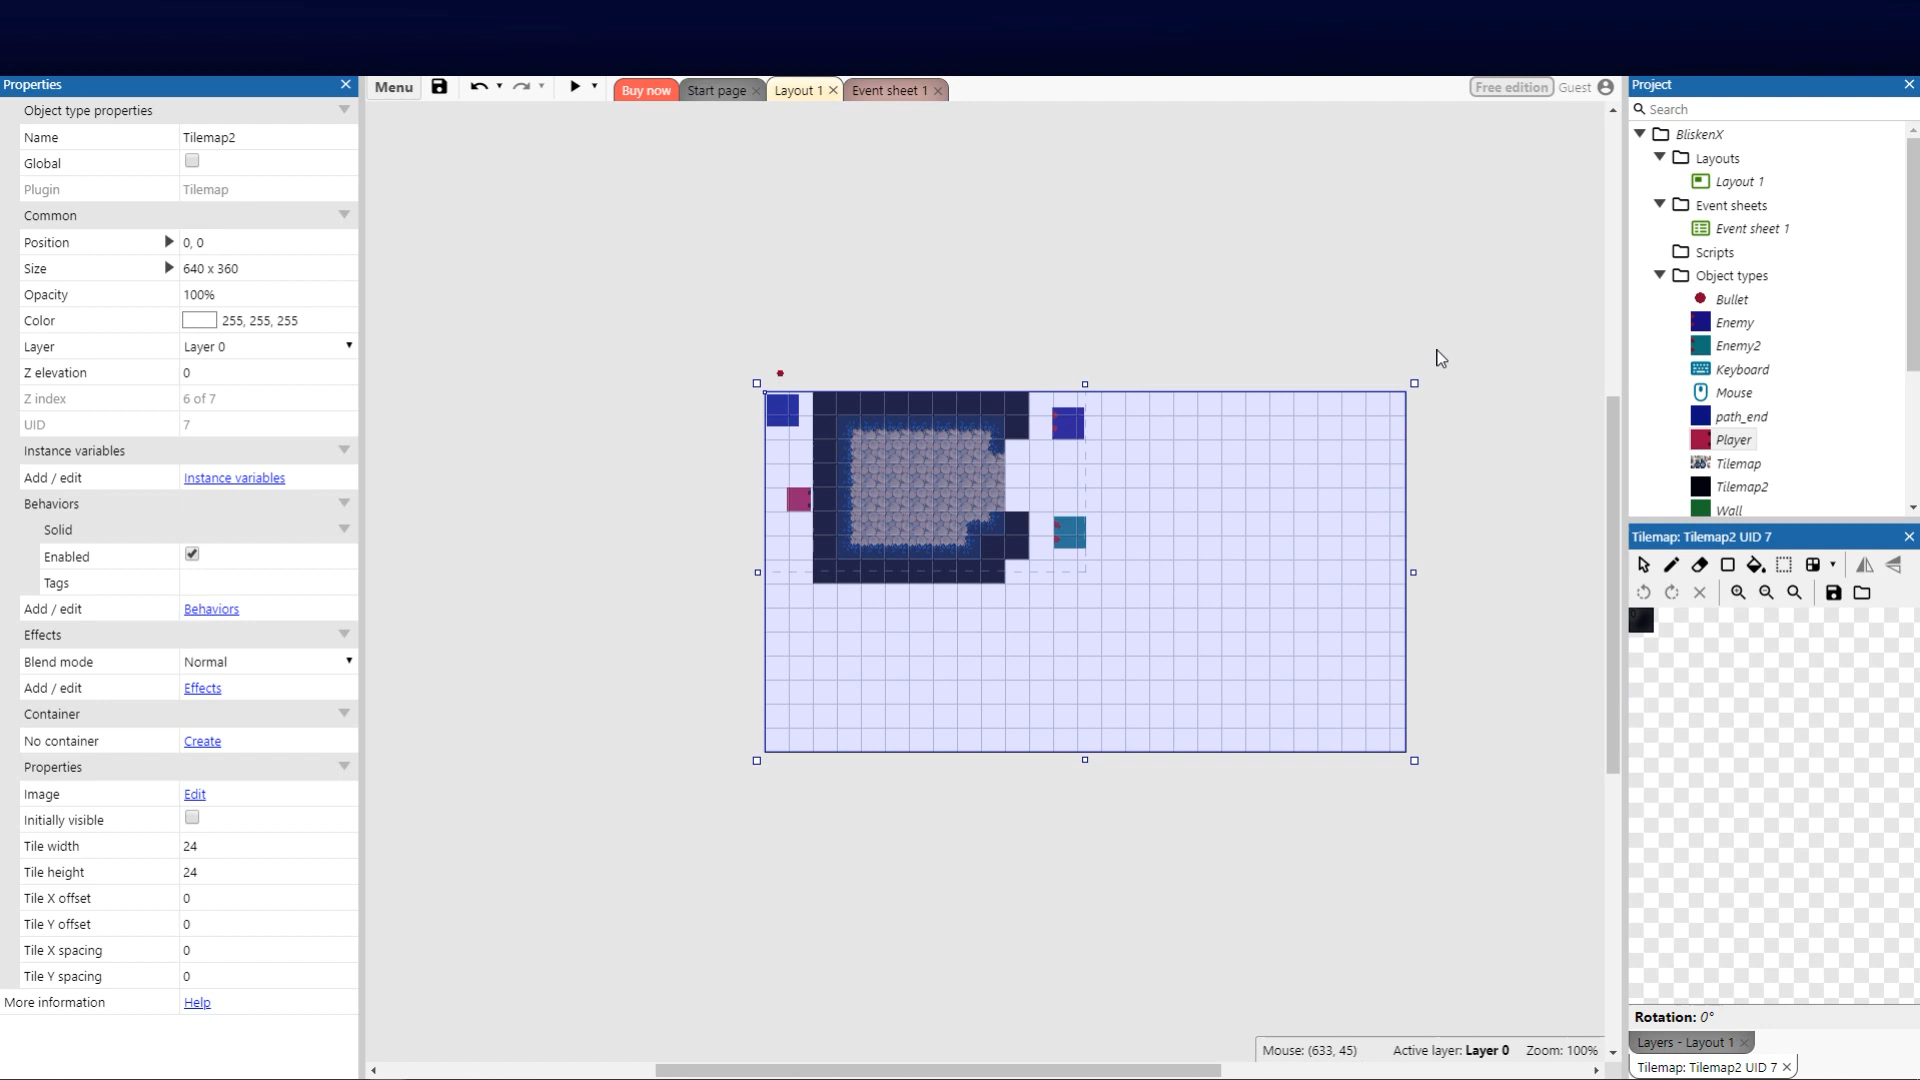 Properties
Object type properties
Name Tilemap2
Global
Plugin Tilemap
Common
Position 0, 0
Size 640 x 360
Opacity 100%
Color 255, 255, 255
Layer Layer 0
Z elevation 0
Z index 6 of 7
UID 7
Instance variables
Add / edit Instance variables
Behaviors
Solid
Enabled
Tags
Add / edit Behaviors
Effects
Blend mode Normal
Add / edit Effects
Container
No container Create
Properties
Image Edit
Initially visible
Tile width 24
Tile height 24
Tile X offset 0
Tile Y offset 0
Tile X spacing 0
Tile Y spacing 0
More information Help
Menu
Buy now
Start page
Layout 1
Event sheet 1
Free edition
Guest
Mouse: (633, 45)
Active layer: Layer 0
Zoom: 100%
Project
Search
BliskenX
Layouts
Layout 1
Event sheets
Event sheet 1
Scripts
Object types
Bullet
Enemy
Enemy2
Keyboard
Mouse
path_end
Player
Tilemap
Tilemap2
Wall
Tilemap: Tilemap2 UID 7
Rotation: 0°
Layers - Layout 1
Tilemap: Tilemap2 UID 7